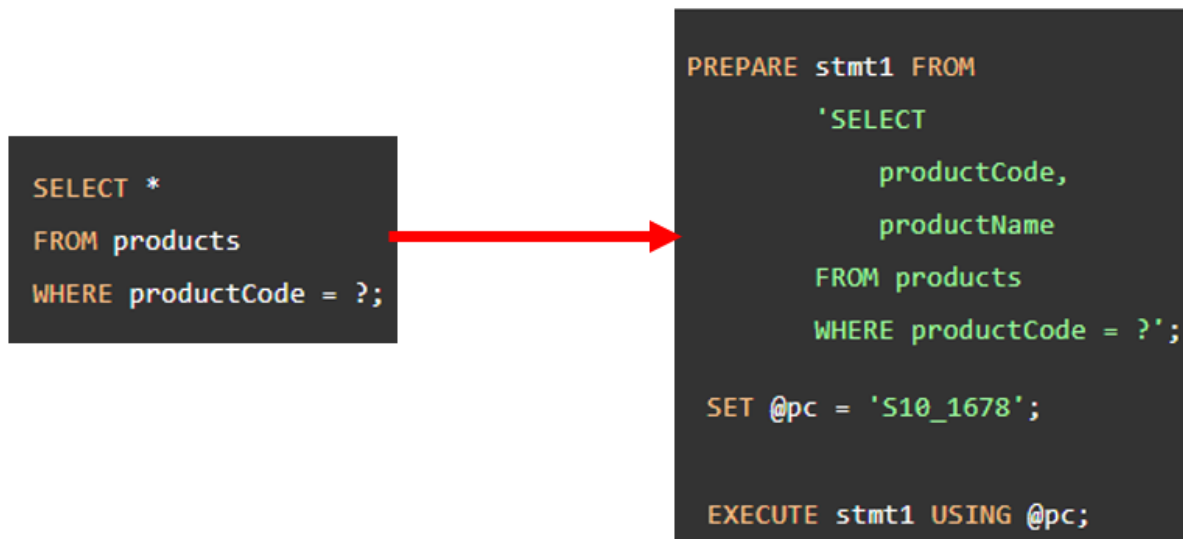 SELECT *
FROM products
WHERE productCode = ?;
PREPARE stmt1 FROM
'SELECT
productCode,
productName
FROM products
WHERE productCode = ?';
SET @pc = 'S10_1678';
EXECUTE stmt1 USING @pc;